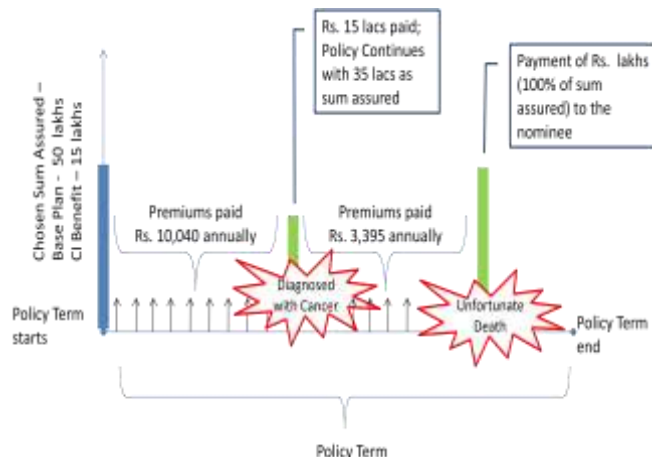 Chosen Sum Assured –
Base Plan - 50 lakhs
CI Benefit – 15 lakhs
Rs. 15 lacs paid;
Policy Continues
with 35 lacs as
sum assured
Payment of Rs. lakhs
(100% of sum
assured) to the
nominee
Premiums paid
Rs. 10,040 annually
Premiums paid
Rs. 3,395 annually
Diagnosed
with Cancer
Unfortunate
Death
Policy Term
starts
Policy Term
end
Policy Term